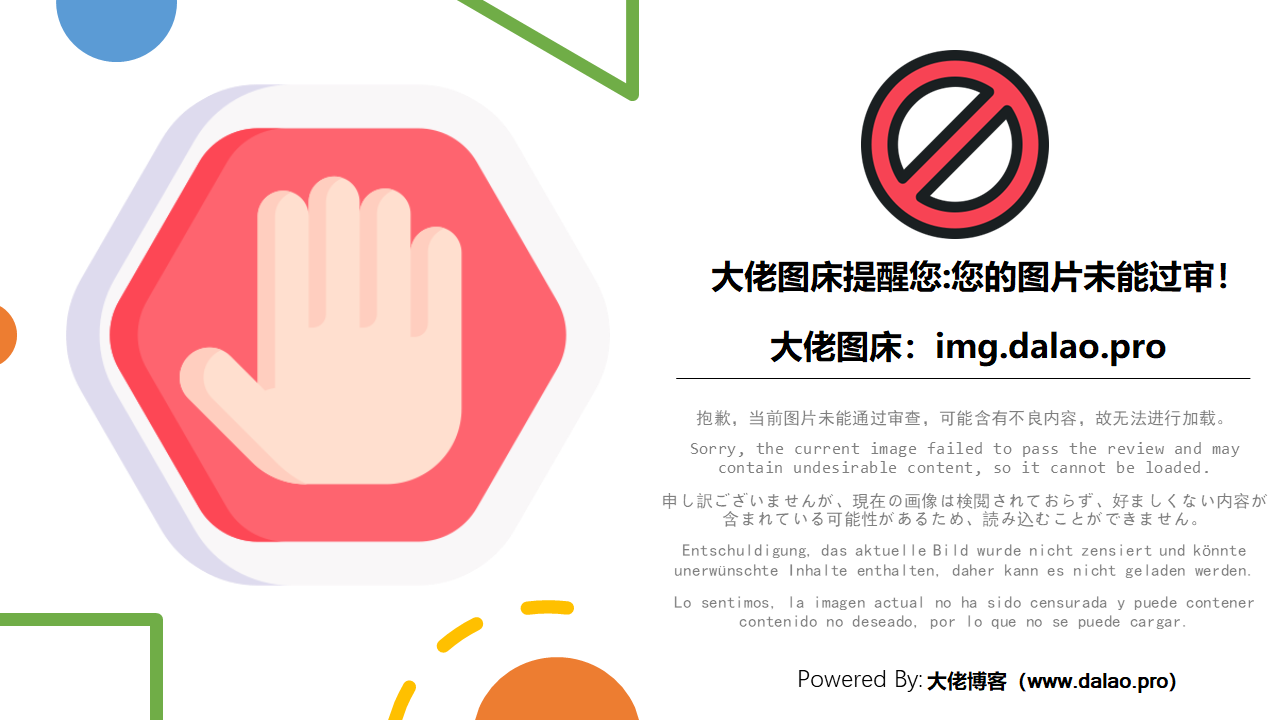 大佬图床提醒您:您的图片未能过审！
大佬图床：img.dalao.pro
抱歉，当前图片未能通过审查，可能含有不良内容，故无法进行加载。
Sorry, the current image failed to pass the review and may
contain undesirable content, so it cannot be loaded.
申し訳ございませんが、現在の画像は検閲されておらず、好ましくない内容が
含まれている可能性があるため、読み込むことができません。
Entschuldigung, das aktuelle Bild wurde nicht zensiert und könnte
unerwünschte Inhalte enthalten, daher kann es nicht geladen werden.
Lo sentimos, la imagen actual no ha sido censurada y puede contener
contenido no deseado, por lo que no se puede cargar.
Powered By: 大佬博客（www.dalao.pro）